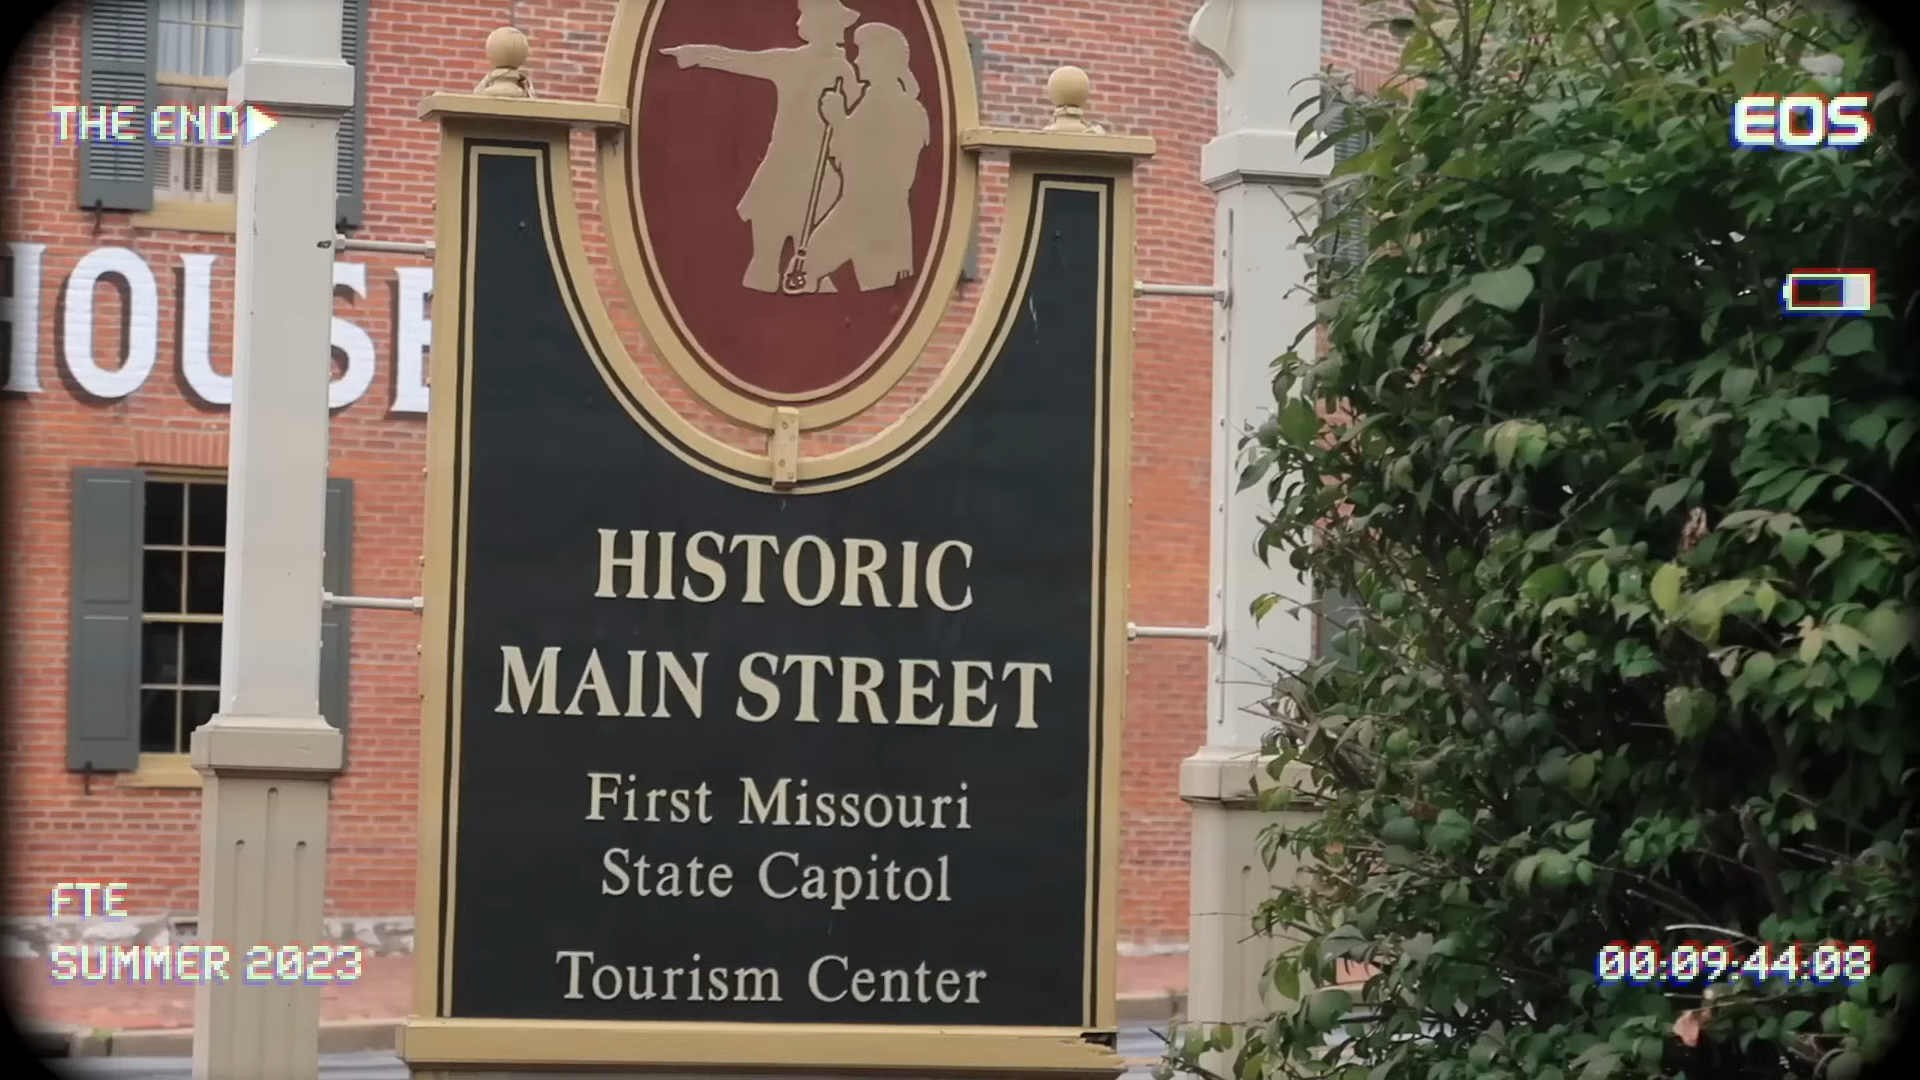 THE END
EOS
HOUSE
HISTORIC
MAIN STREET
First Missouri
State Capitol
Tourism Center
FTE
SUMMER 2023
00:09:44:08